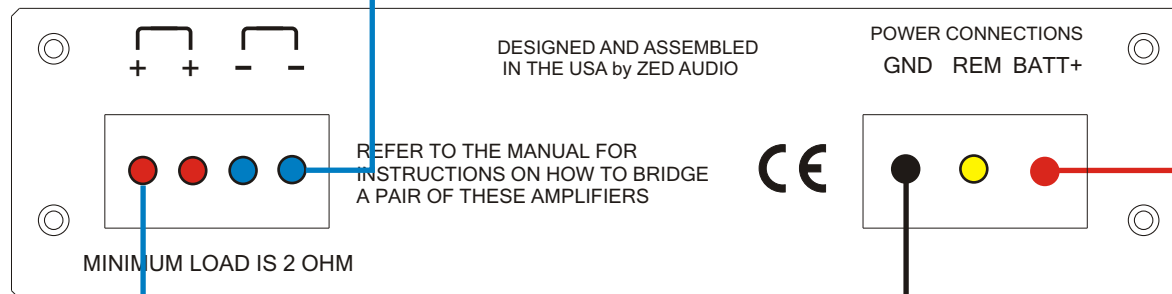 + + – –
DESIGNED AND ASSEMBLED
IN THE USA by ZED AUDIO
POWER CONNECTIONS
GND REM BATT+
REFER TO THE MANUAL FOR
INSTRUCTIONS ON HOW TO BRIDGE
A PAIR OF THESE AMPLIFIERS
CE
MINIMUM LOAD IS 2 OHM